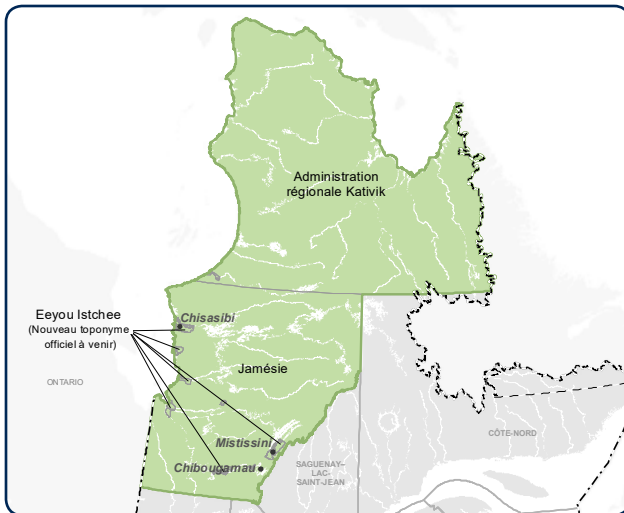 Administration
régionale Kativik
Eeyou Istchee
(Nouveau toponyme
officiel à venir)
Chisasibi
Jamésie
ONTARIO
Mistissini
Chibougamau
CÔTE-NORD
SAGUENAY–
LAC-
SAINT-JEAN